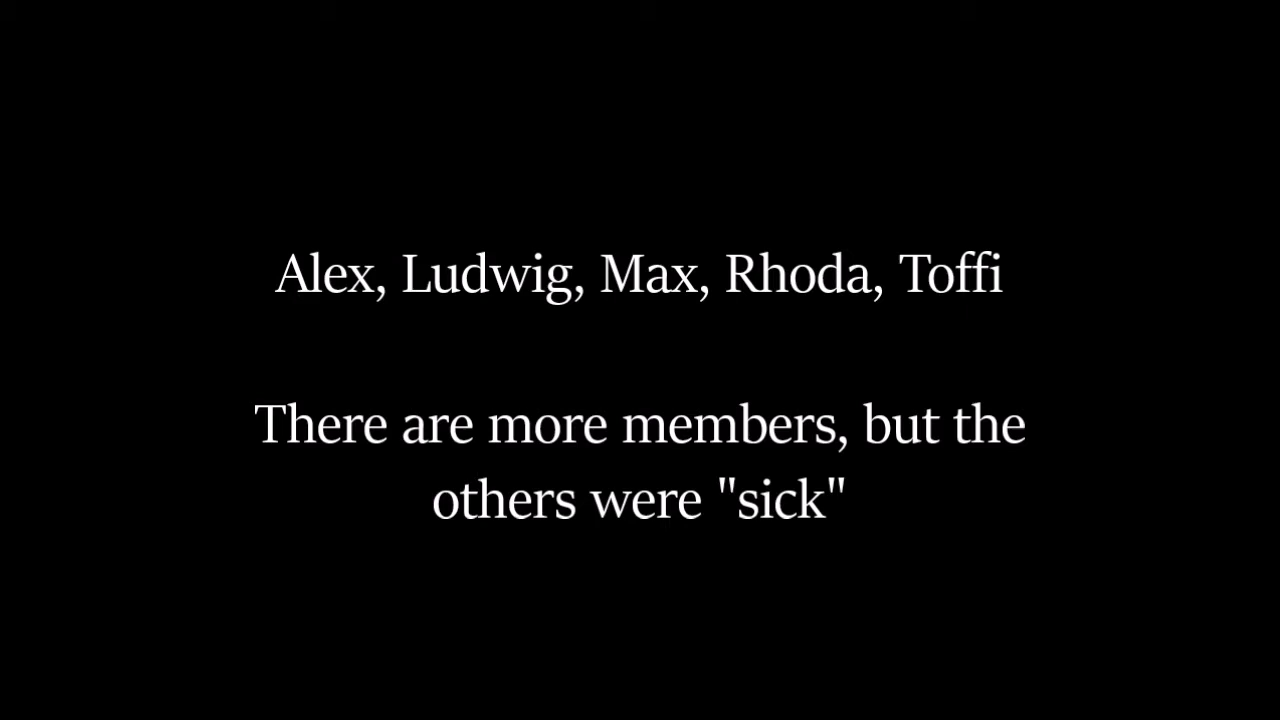 Alex, Ludwig, Max, Rhoda, Toffi
There are more members, but the
others were "sick"